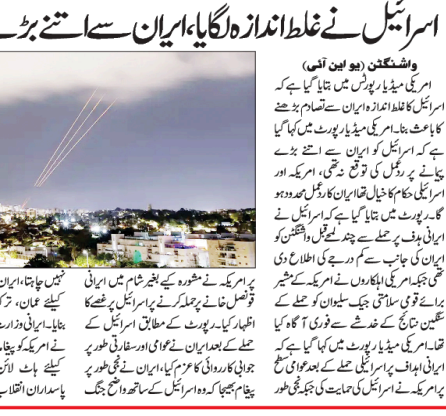 اسرائیل نے غلط اندازہ لگایا، ایران سے اتنے بڑے
واشنگٹن (یو این آئی)
امریکی میڈیا رپورٹس میں بتایا گیا ہے کہ
اسرائیل کا غلط اندازہ ایران سے تصادم بڑھنے
کا باعث بنا۔ امریکی میڈیا رپورٹ میں کہا گیا
ہے کہ اسرائیل کو ایران سے اتنے بڑے
پیمانے پر ردعمل کی توقع نہ تھی، امریکہ اور
اسرائیلی حکام کا خیال تھا ایران کا ردعمل محدود ہو
گا۔ رپورٹ میں بتایا گیا ہے کہ اسرائیل نے
ایرانی ہدف پر حملے سے چند لمحے قبل واشنگٹن کو
ایران کی جانب سے کم درجے کی اطلاع دی
تھی جبکہ امریکی اہلکاروں نے امریکہ کے مشیر
برائے قومی سلامتی جیک سلیوان کو حملے کے
سنگین نتائج کے خدشے سے فوری آگاہ کیا
تھا۔ امریکی میڈیا رپورٹ میں کہا گیا ہے کہ
ایرانی اہداف پر اسرائیلی حملے کے بعد عوامی سطح
پر امریکہ نے اسرائیل کی حمایت کی جبکہ نجی طور
پر امریکہ نے مشورہ کیے بغیر شام میں ایرانی
قونصل خانے پر حملہ کرنے پر اسرائیل پر غصے کا
اظہار کیا۔ رپورٹ کے مطابق اسرائیل کے
حملے کے بعد ایران نے عوامی اور سفارتی طور پر
جوابی کارروائی کا عزم کیا، ایران نے نجی طور پر
پیغام بھیجا کہ وہ اسرائیل کے ساتھ واضح جنگ
نہیں چاہتا، ایران
کیلئے عمان، ترک
بنایا۔ ایرانی وزارت
نے امریکہ کو پیغام
کیلئے ہاٹ لائن
پاسداران انقلاب